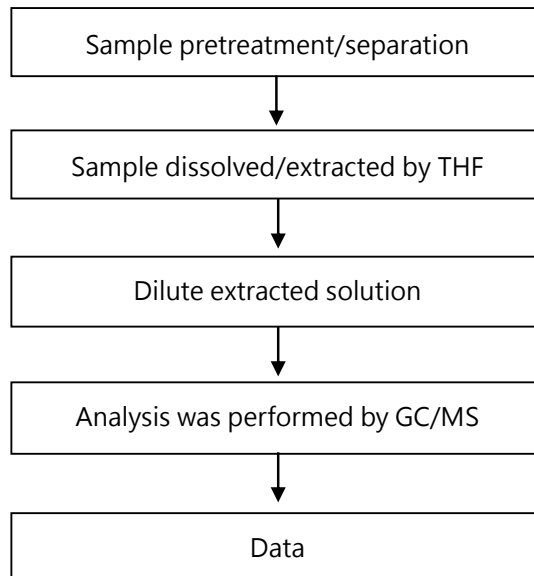 Sample pretreatment/separation
Sample dissolved/extracted by THF
Dilute extracted solution
Analysis was performed by GC/MS
Data